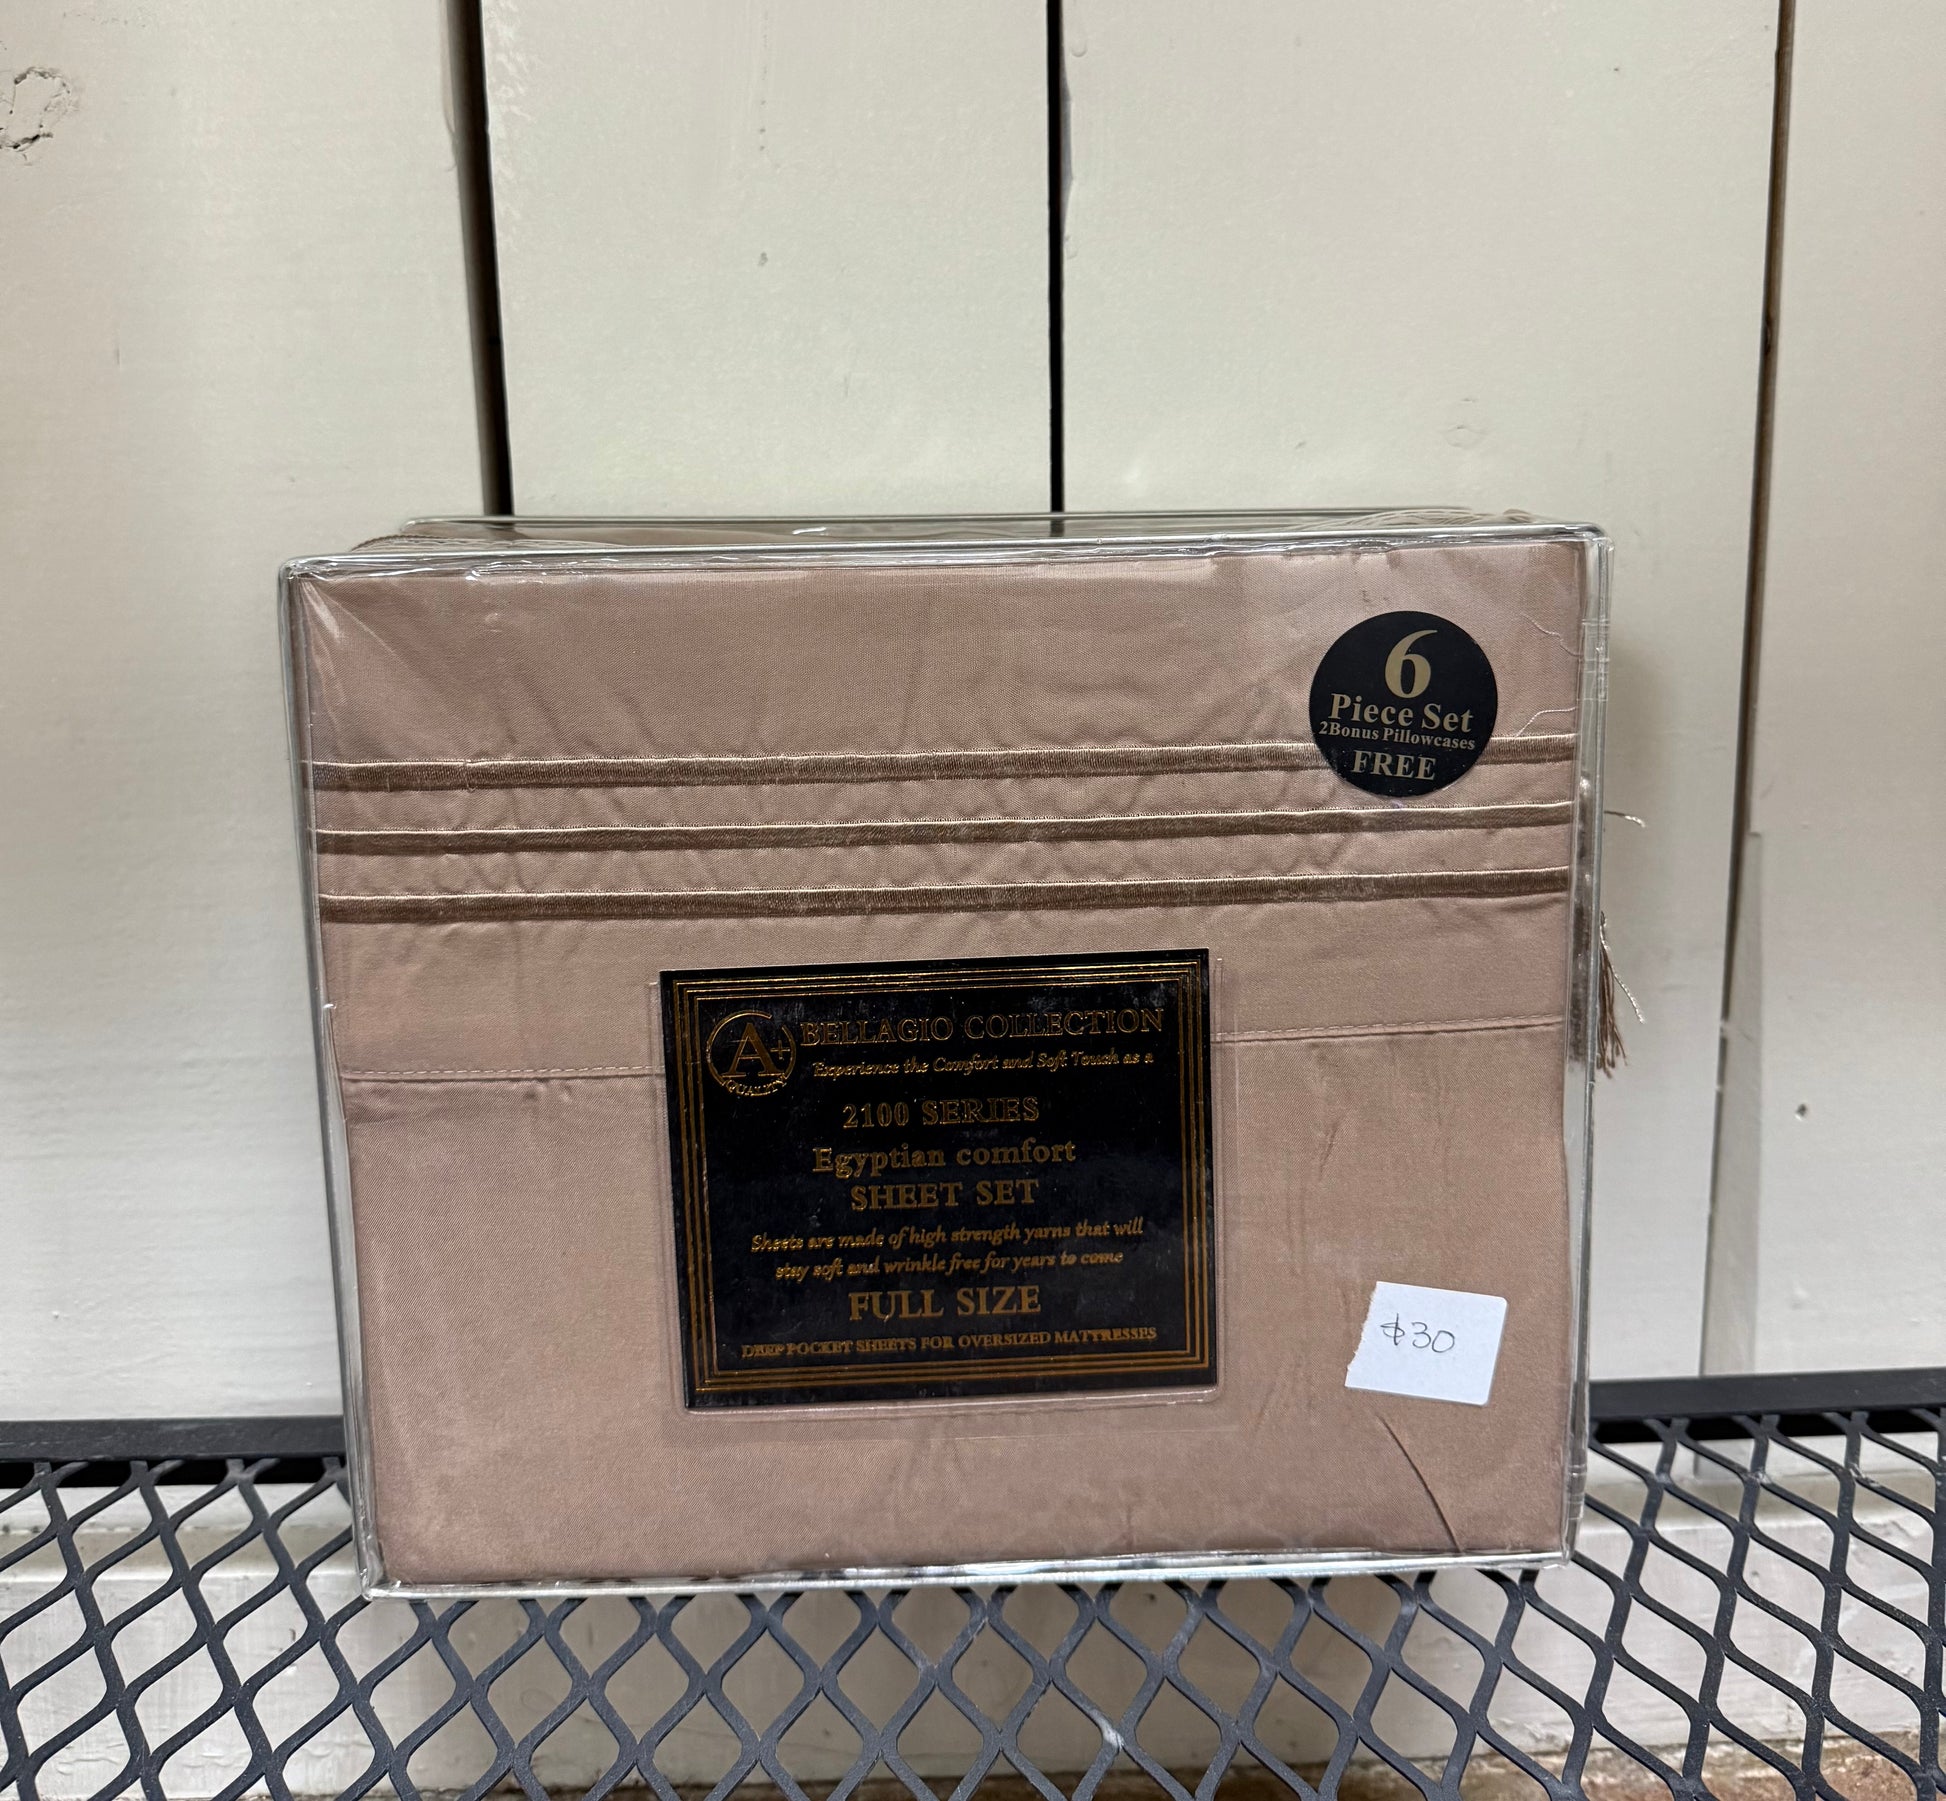 6
Piece Set
2Bonus Pillowcases
FREE
A+
QUALITY
BELLAGIO COLLECTION
Experience the Comfort and Soft Touch as a
2100 SERIES
Egyptian comfort
SHEET SET
Sheets are made of high strength yarns that will
stay soft and wrinkle free for years to come
FULL SIZE
DEEP POCKET SHEETS FOR OVERSIZED MATTRESSES
$30